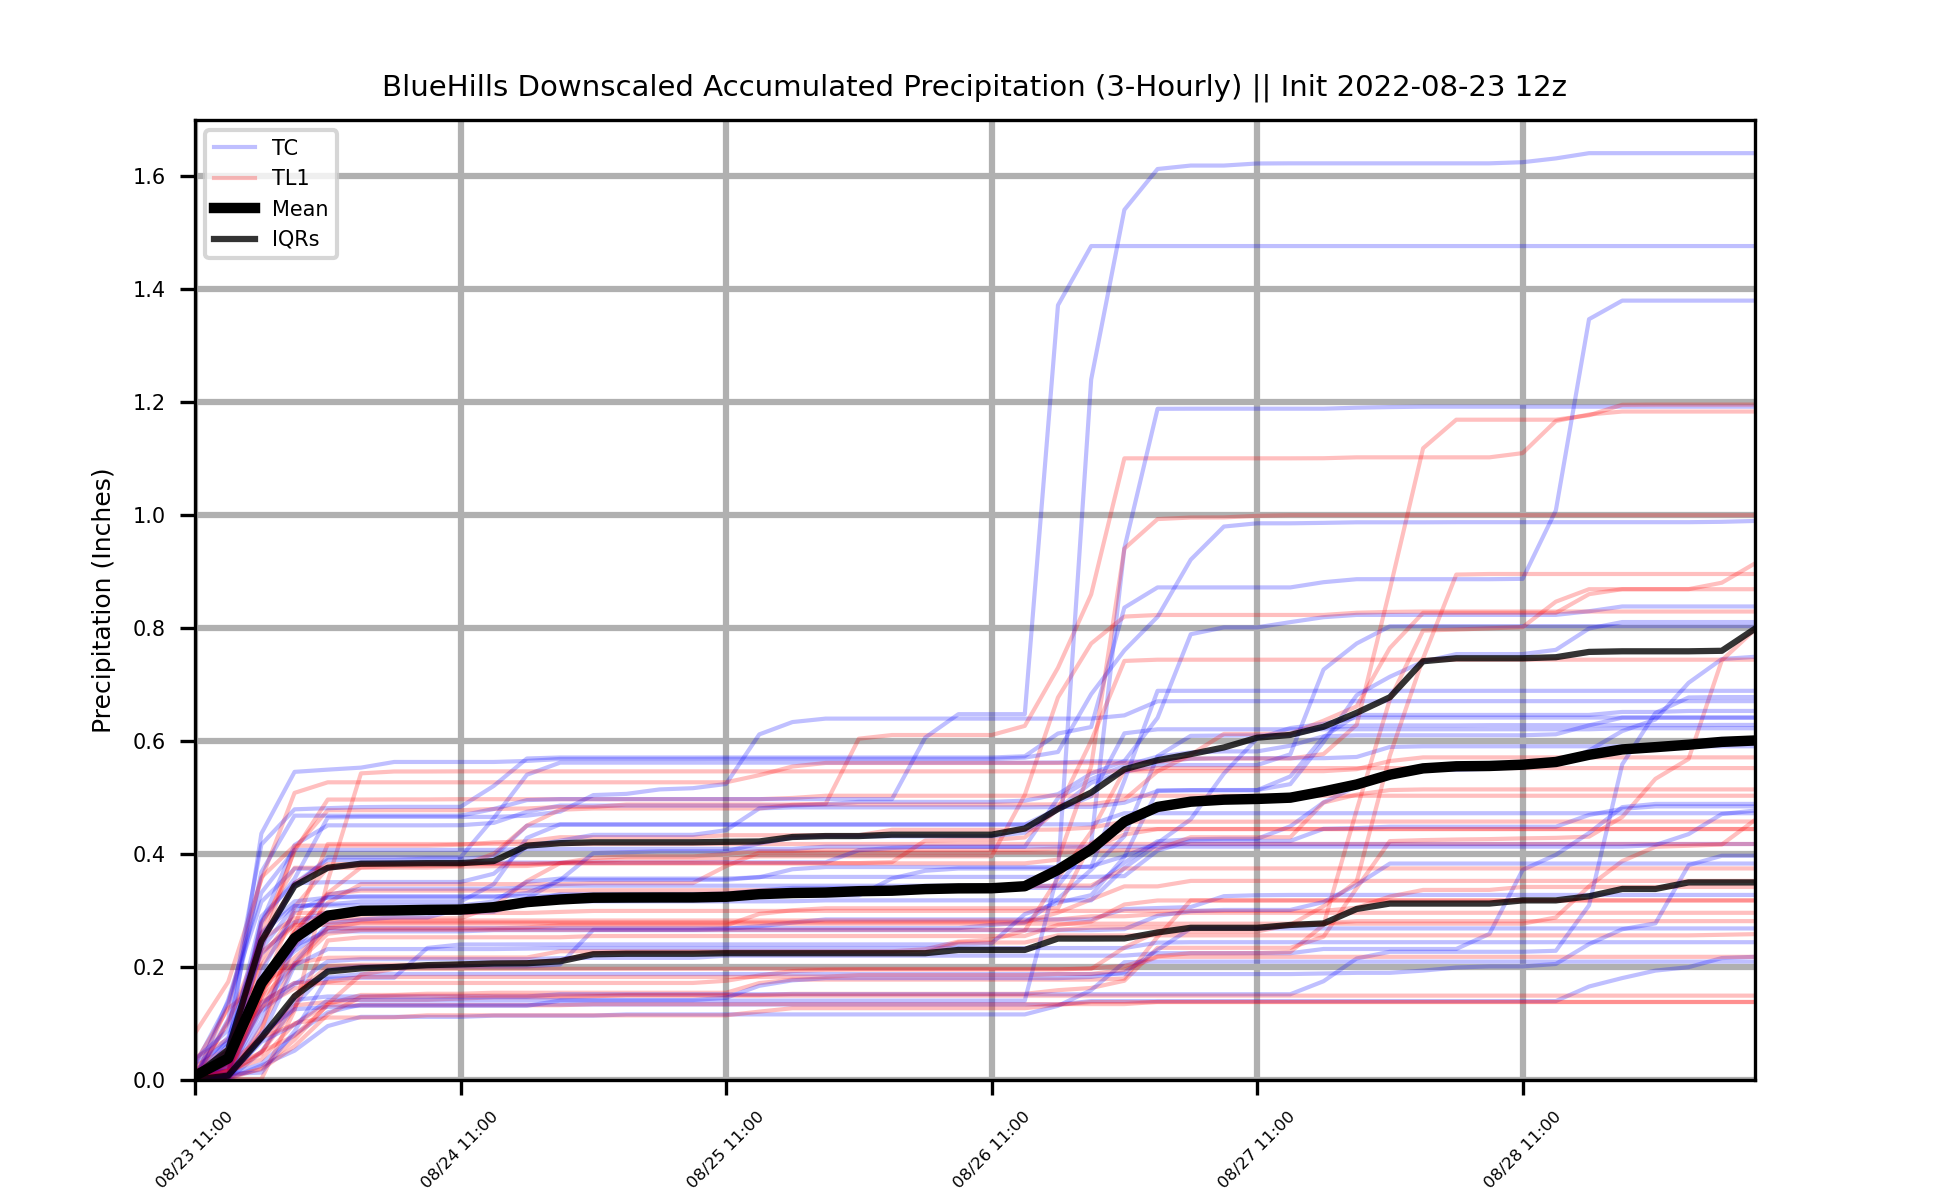 BlueHills Downscaled Accumulated Precipitation (3-Hourly) || Init 2022-08-23 12z
TC
TL1
Mean
IQRs
Precipitation (Inches)
1.6
1.4
1.2
1.0
0.8
0.6
0.4
0.2
0.0
08/23 11:00
08/24 11:00
08/25 11:00
08/26 11:00
08/27 11:00
08/28 11:00